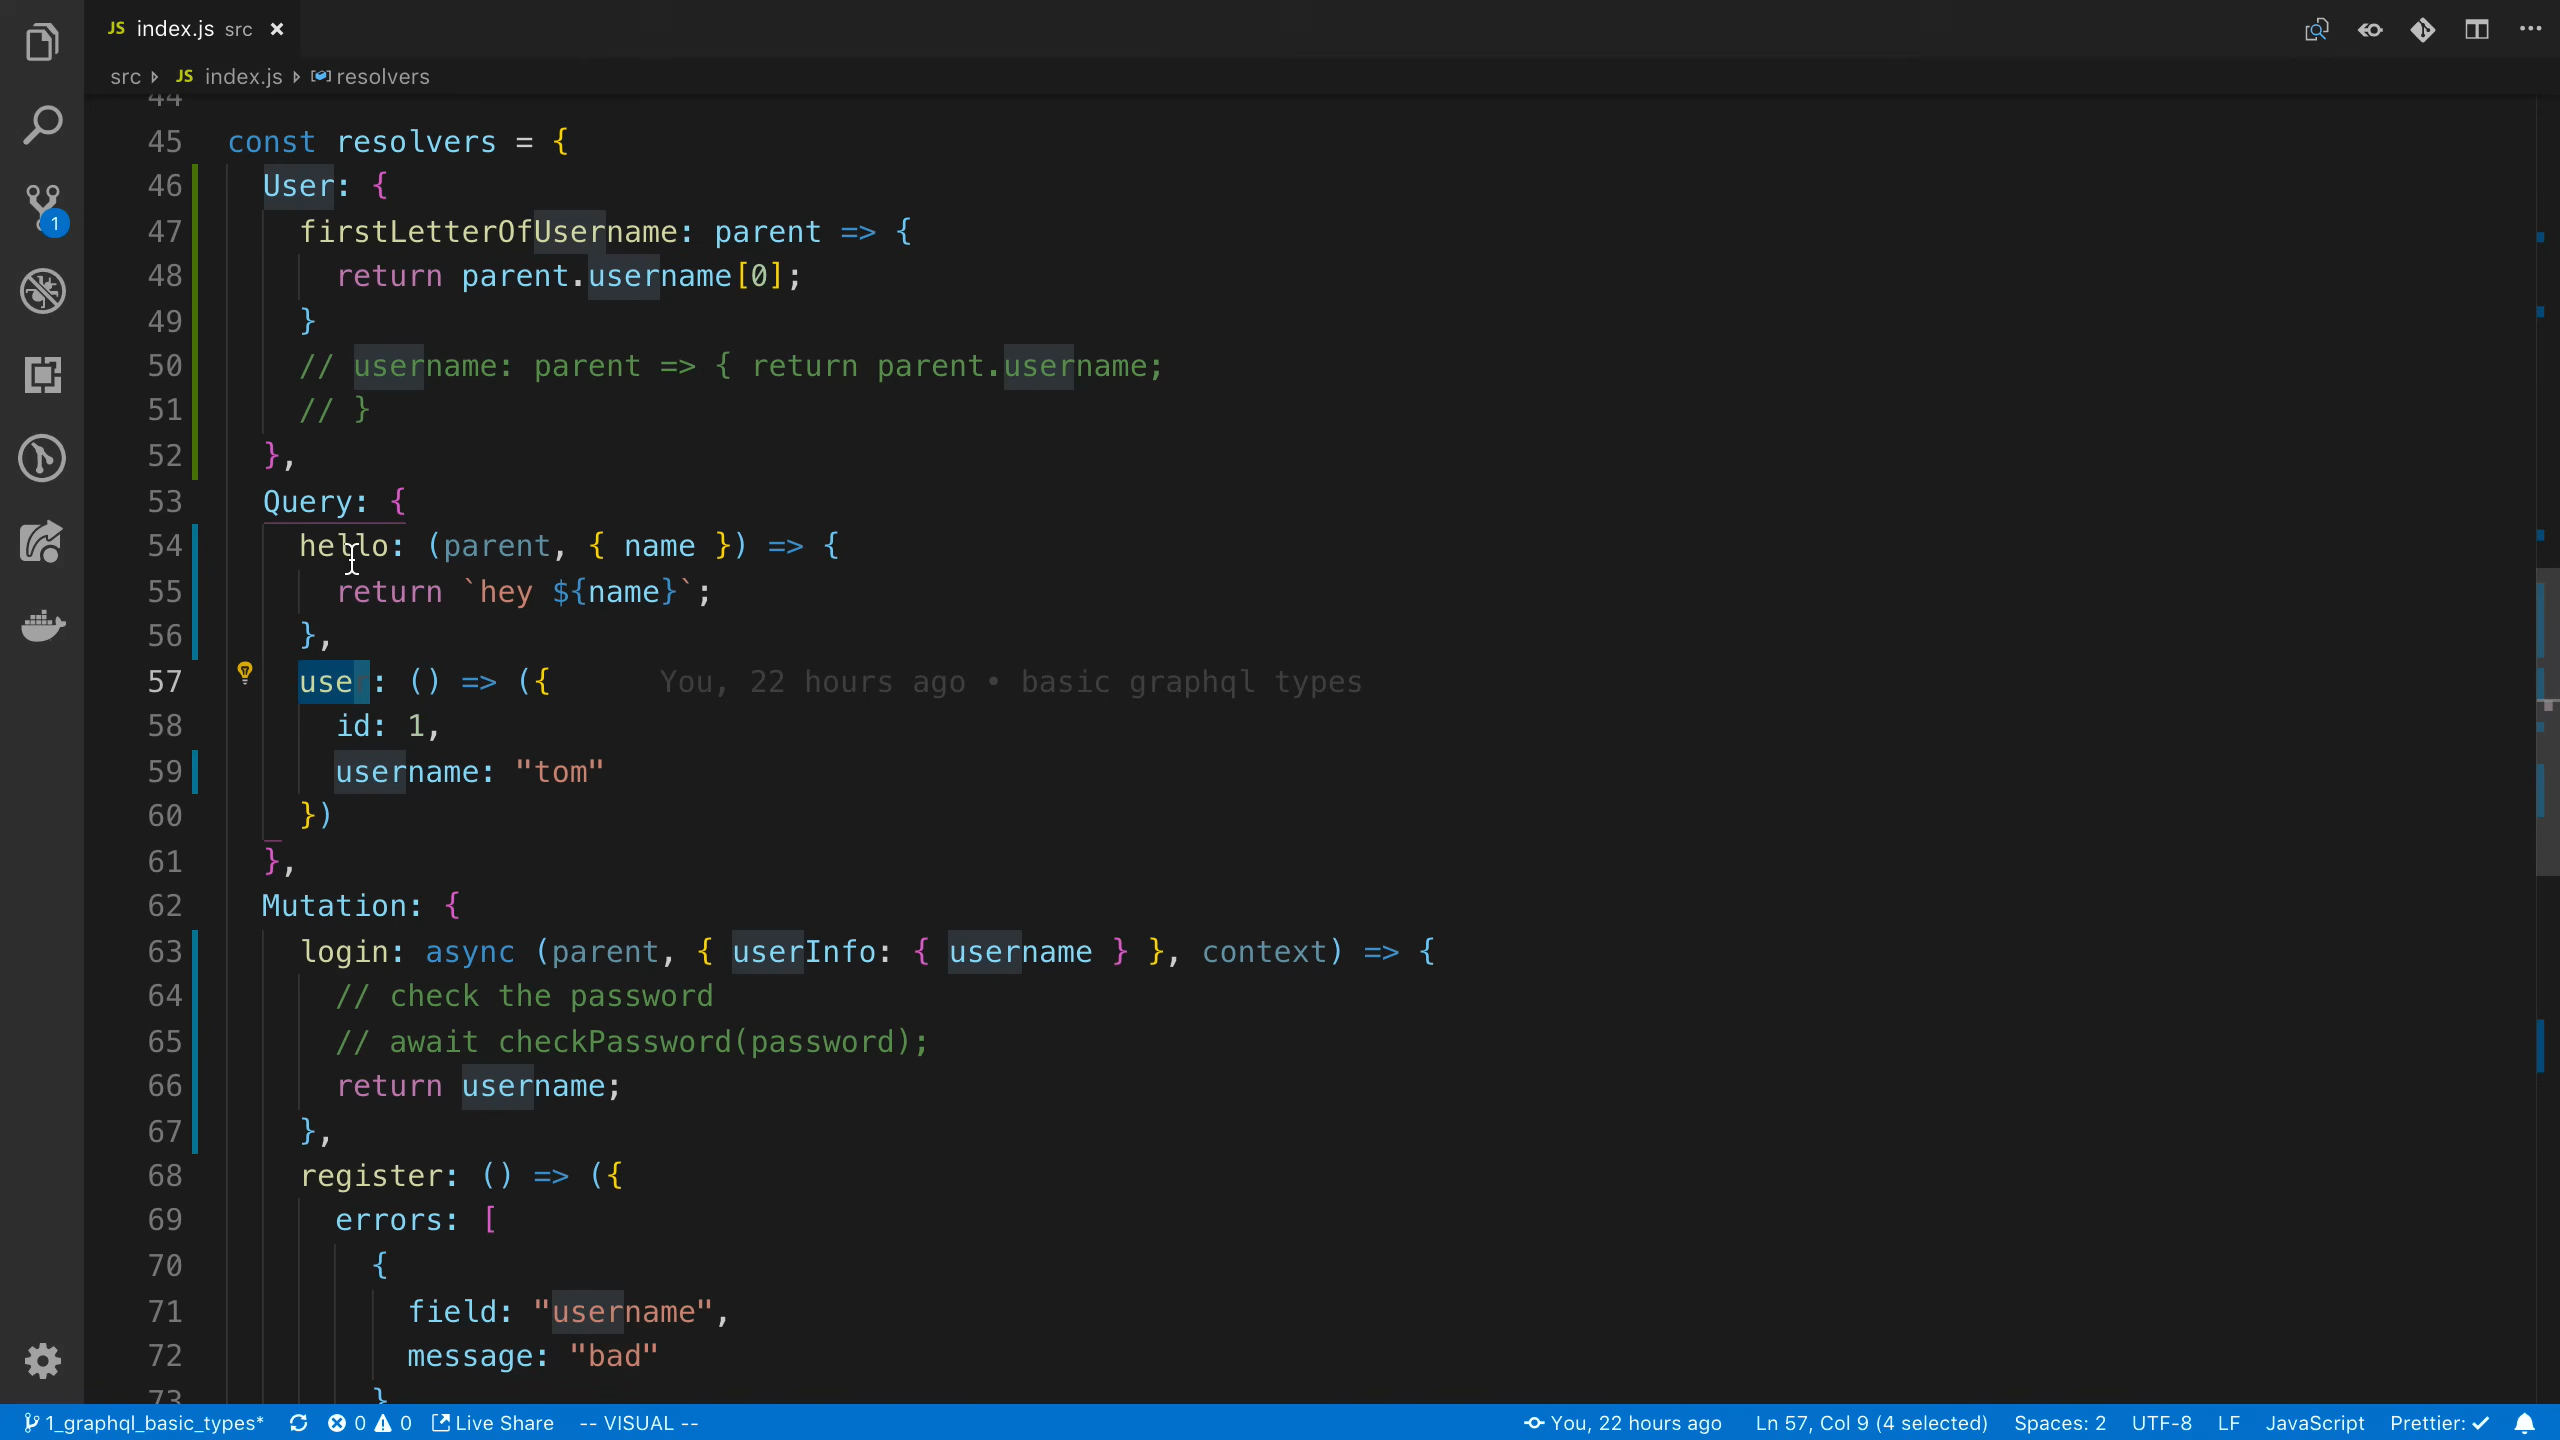 JS index.js src ×
src JS index.js resolvers
44
45 const resolvers = {
46 User: {
47 firstLetterOfUsername: parent => {
48 return parent.username[0];
49 }
50 // username: parent => { return parent.username;
51 // }
52 },
53 Query: {
54 hello: (parent, { name }) => {
55 return `hey ${name}`;
56 },
57 user: () => ({ You, 22 hours ago • basic graphql types
58 id: 1,
59 username: "tom"
60 })
61 },
62 Mutation: {
63 login: async (parent, { userInfo: { username } }, context) => {
64 // check the password
65 // await checkPassword(password);
66 return username;
67 },
68 register: () => ({
69 errors: [
70 {
71 field: "username",
72 message: "bad"
73 }
1
1_graphql_basic_types* 0 0 Live Share -- VISUAL -- You, 22 hours ago Ln 57, Col 9 (4 selected) Spaces: 2 UTF-8 LF JavaScript Prettier: ✓